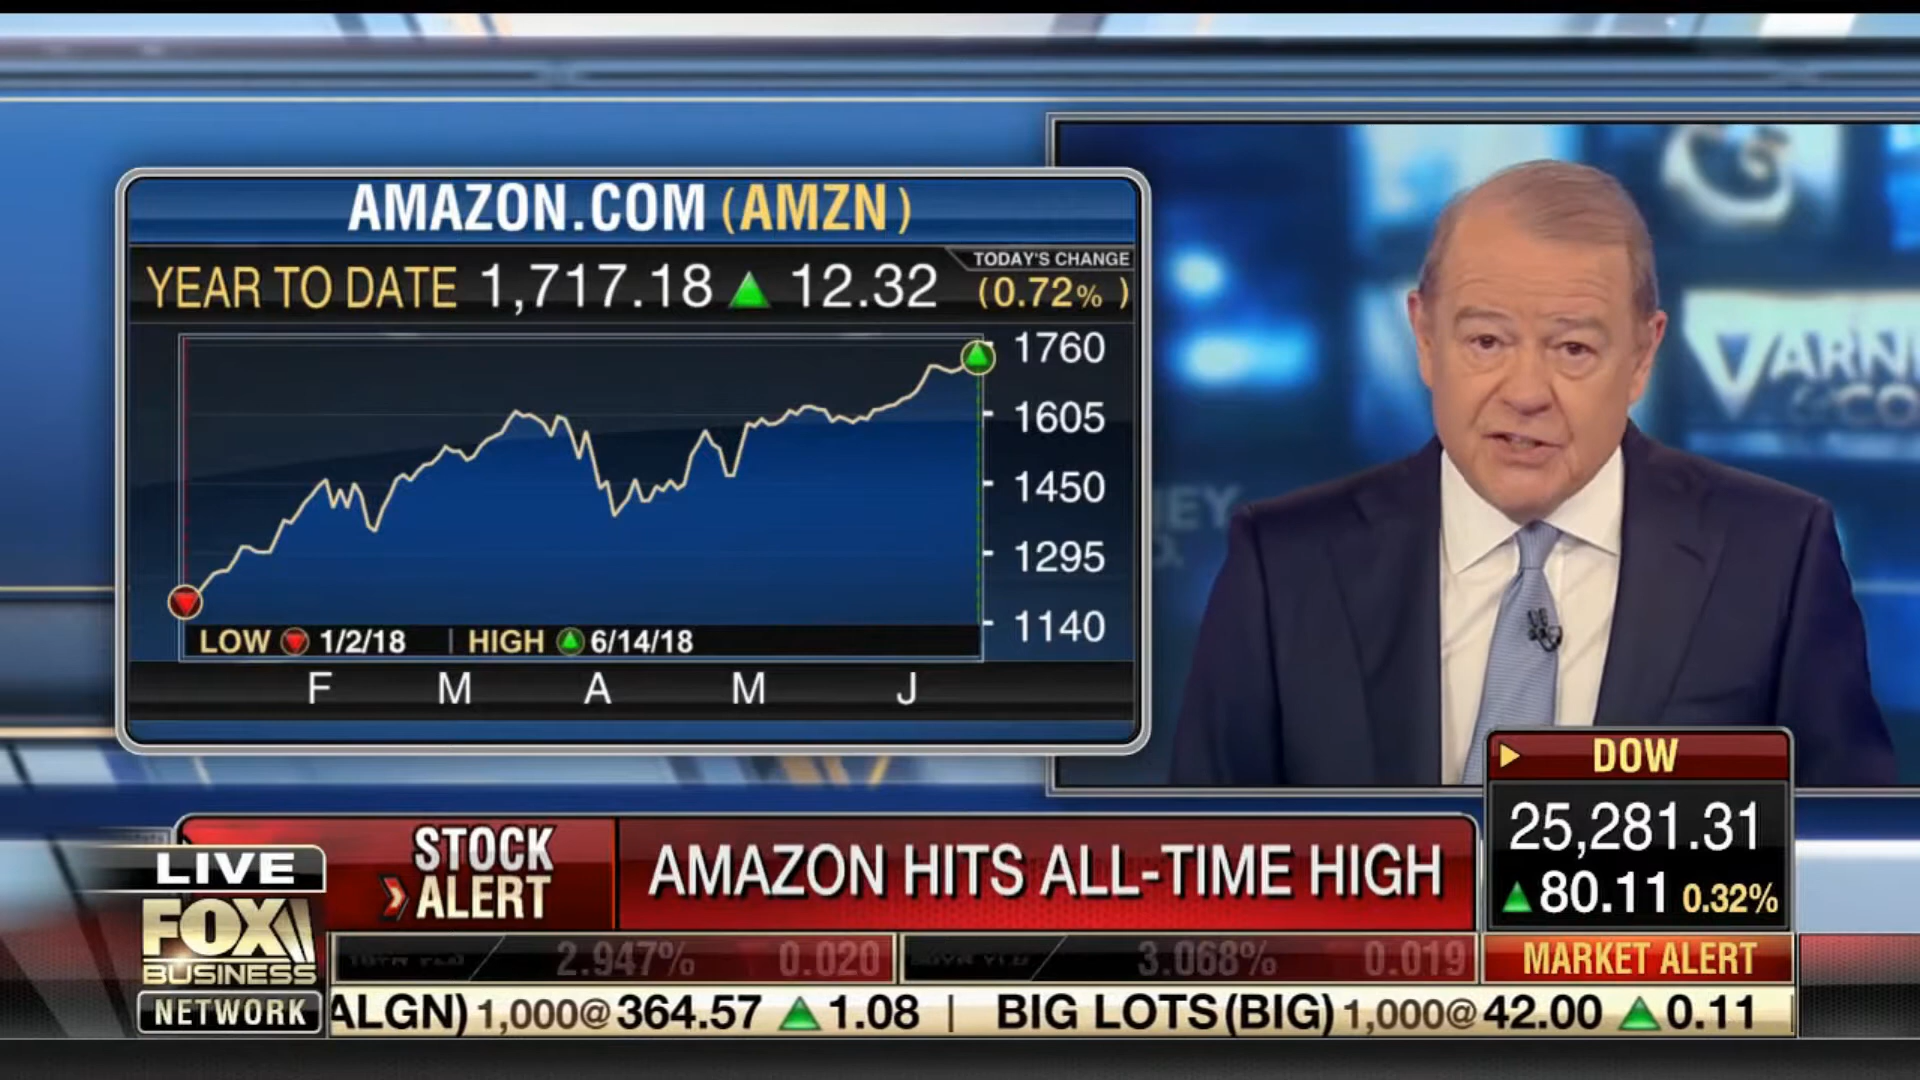 AMAZON.COM (AMZN)
TODAY'S CHANGE
YEAR TO DATE 1,717.18 ▲ 12.32 (0.72%)
1760
1605
1450
1295
1140
LOW ▼ 1/2/18 | HIGH ▲ 6/14/18
F M A M J
DOW
25,281.31
▲ 80.11 0.32%
MARKET ALERT
STOCK
ALERT
AMAZON HITS ALL-TIME HIGH
LIVE
FOX
BUSINESS
NETWORK
2.947% 0.020
3.068% 0.019
ALGN) 1,000@364.57 ▲ 1.08 | BIG LOTS (BIG) 1,000@42.00 ▲ 0.11
& CO